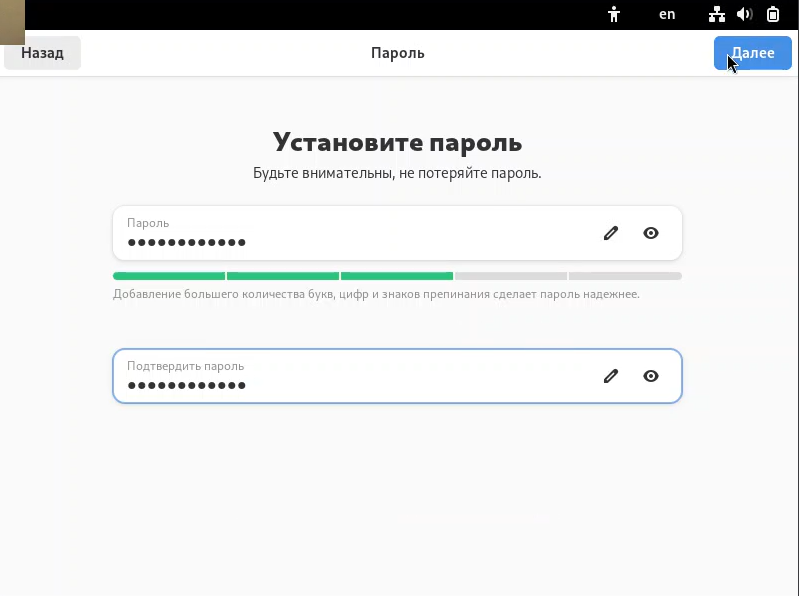 en
Назад
Пароль
Далее
Установите пароль
Будьте внимательны, не потеряйте пароль.
Пароль
●●●●●●●●●●●●
Добавление большего количества букв, цифр и знаков препинания сделает пароль надежнее.
Подтвердить пароль
●●●●●●●●●●●●